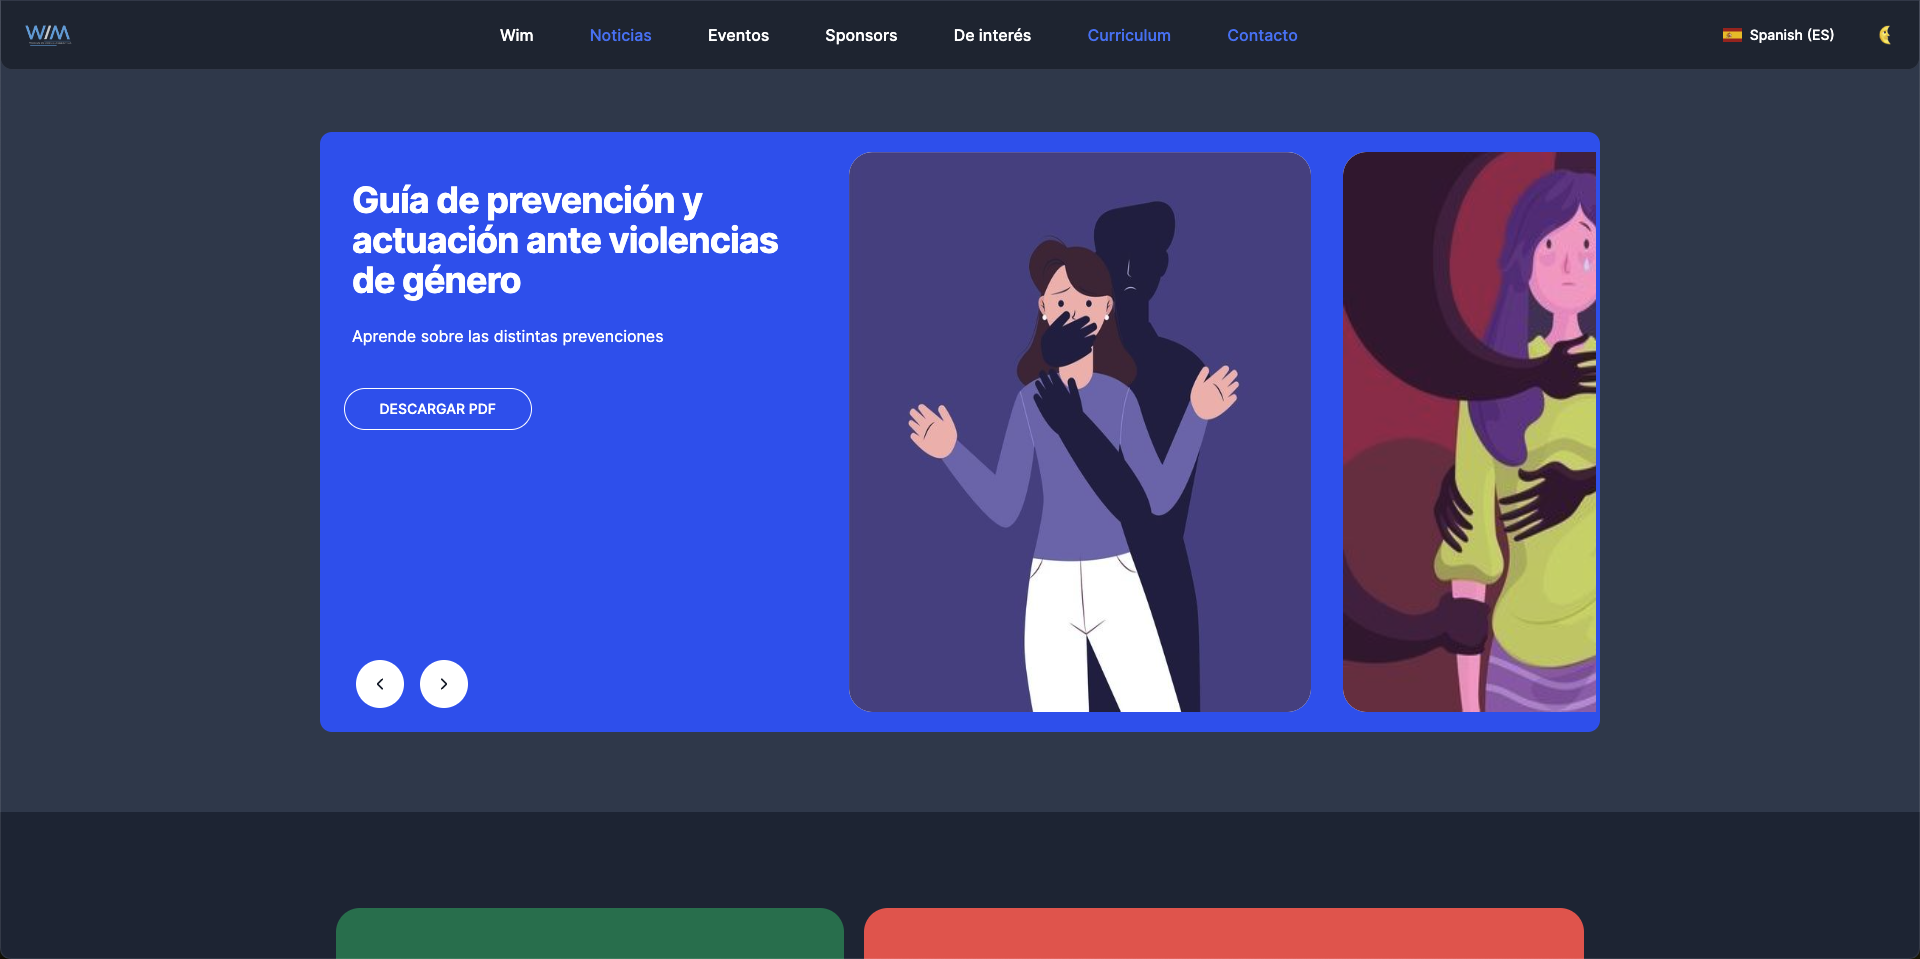 WIM
Wim
Noticias
Eventos
Sponsors
De interés
Curriculum
Contacto
Spanish (ES)
Guía de prevención y
actuación ante violencias
de género
Aprende sobre las distintas prevenciones
DESCARGAR PDF